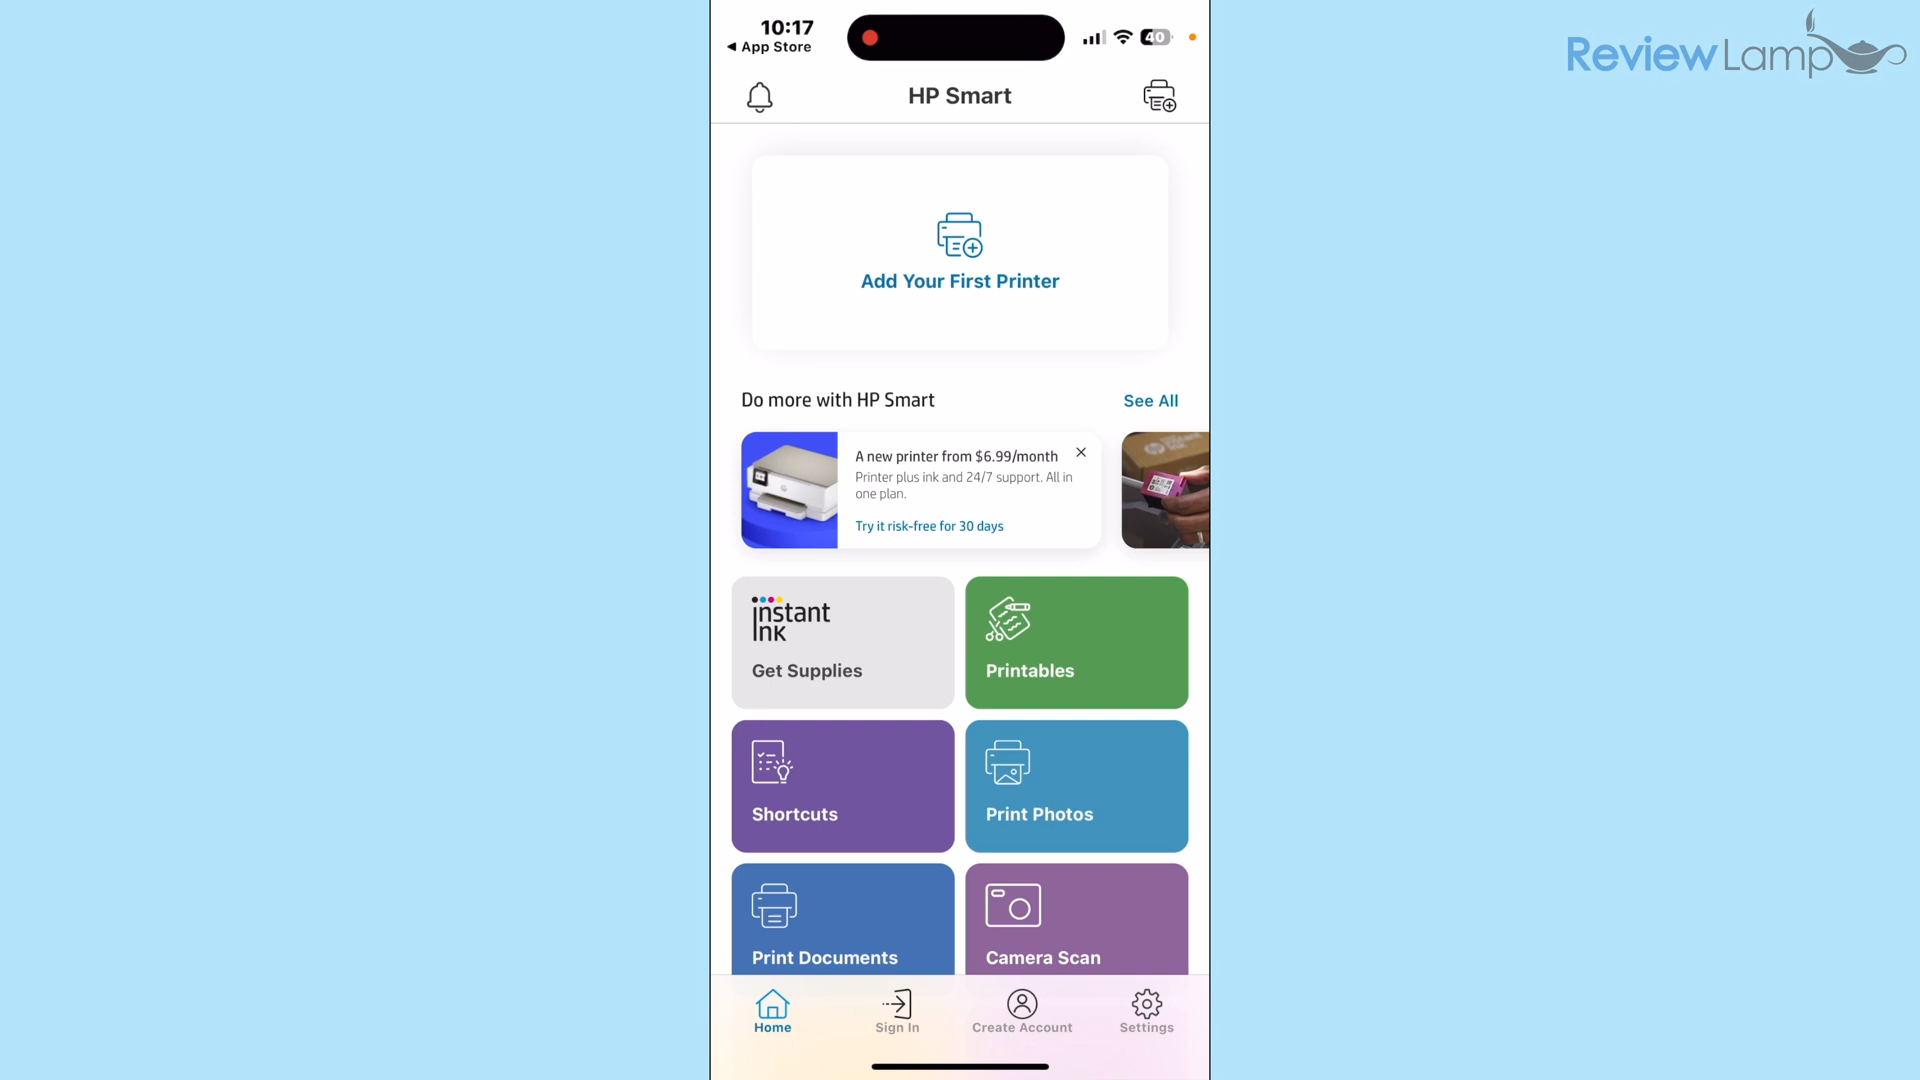 10:17
App Store
40
ReviewLamp
HP Smart
Add Your First Printer
Do more with HP Smart
See All
A new printer from $6.99/month
Printer plus ink and 24/7 support. All in
one plan.
Try it risk-free for 30 days
instant
ink
Get Supplies
Printables
Shortcuts
Print Photos
Print Documents
Camera Scan
Home
Sign In
Create Account
Settings